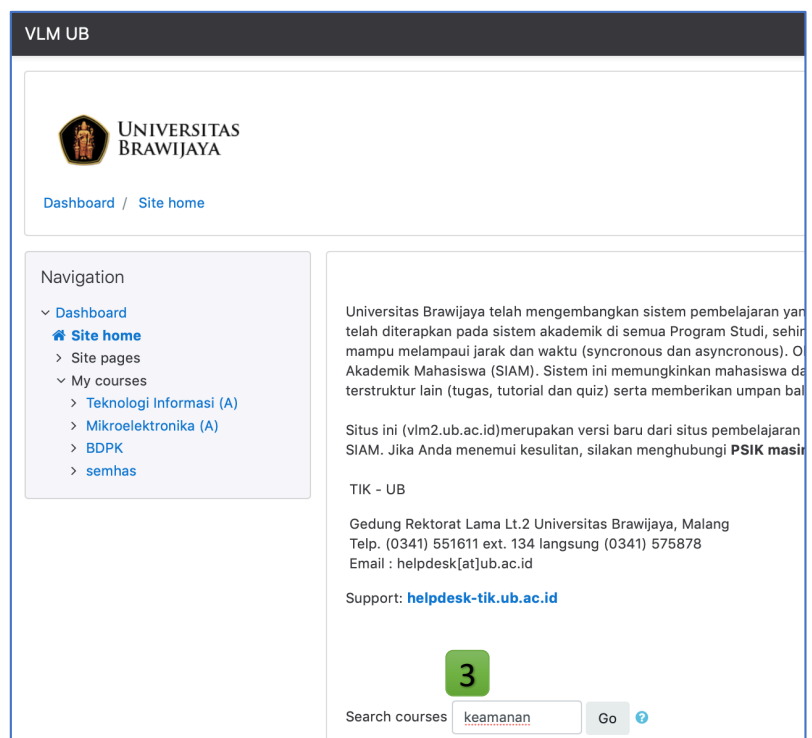 VLM UB
UNIVERSITAS
BRAWIJAYA
Dashboard / Site home
Navigation
Dashboard
Site home
Site pages
My courses
Teknologi Informasi (A)
Mikroelektronika (A)
BDPK
semhas
Universitas Brawijaya telah mengembangkan sistem pembelajaran yan
telah diterapkan pada sistem akademik di semua Program Studi, sehin
mampu melampaui jarak dan waktu (syncronous dan asyncronous). Ol
Akademik Mahasiswa (SIAM). Sistem ini memungkinkan mahasiswa da
terstruktur lain (tugas, tutorial dan quiz) serta memberikan umpan bal
Situs ini (vlm2.ub.ac.id)merupakan versi baru dari situs pembelajaran
SIAM. Jika Anda menemui kesulitan, silakan menghubungi PSIK masin
TIK - UB
Gedung Rektorat Lama Lt.2 Universitas Brawijaya, Malang
Telp. (0341) 551611 ext. 134 langsung (0341) 575878
Email : helpdesk[at]ub.ac.id
Support: helpdesk-tik.ub.ac.id
3
Search courses keamanan Go ?